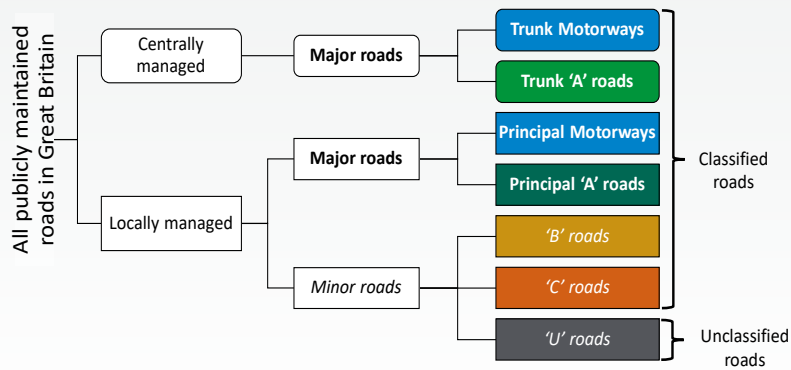 All publicly maintained
roads in Great Britain
Centrally
managed
Major roads
Trunk Motorways
Trunk ‘A’ roads
Locally managed
Major roads
Principal Motorways
Principal ‘A’ roads
Minor roads
‘B’ roads
‘C’ roads
‘U’ roads
Classified
roads
Unclassified
roads